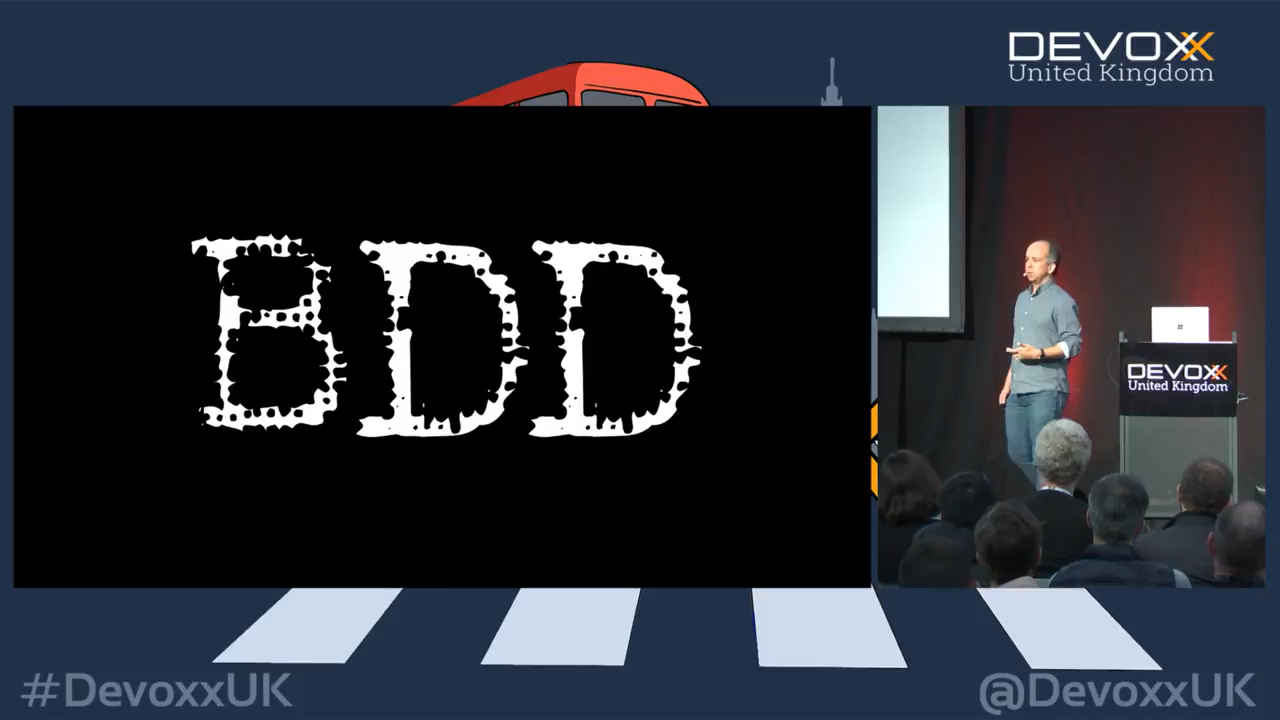 DEVOXX
United Kingdom
BDD
DEVOXX
United Kingdom
#DevoxxUK
@DevoxxUK